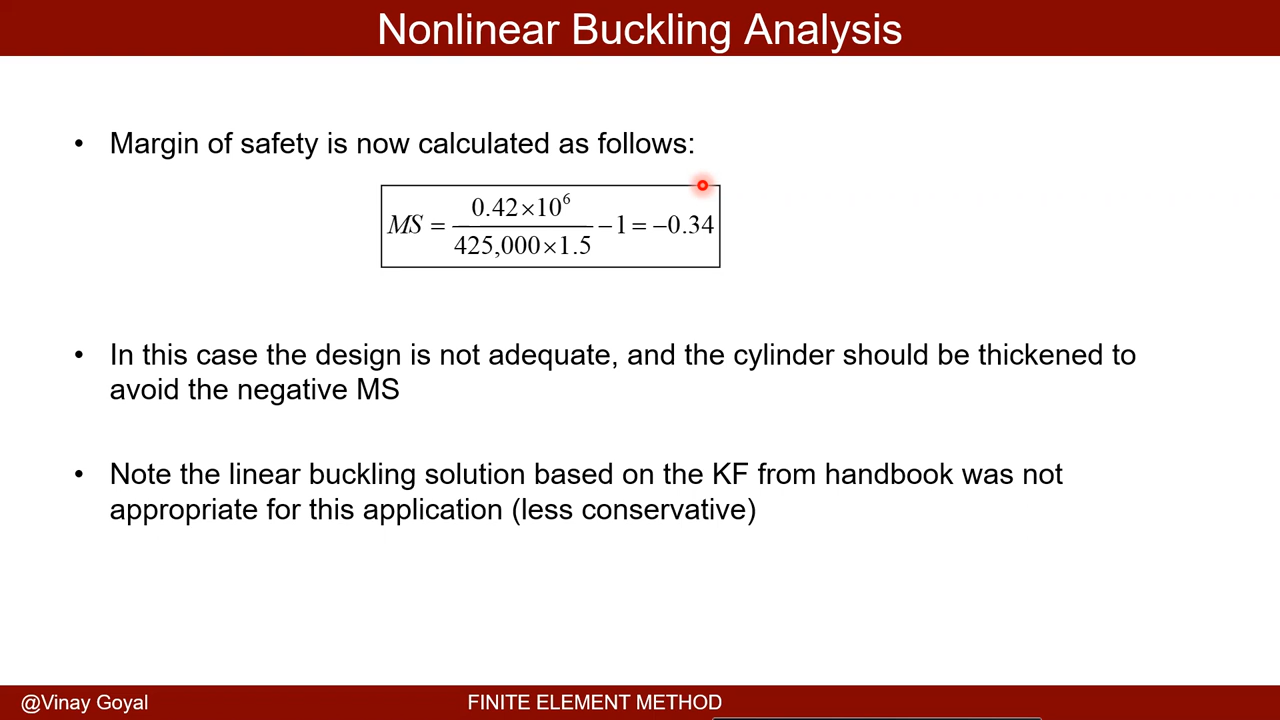 Nonlinear Buckling Analysis
• Margin of safety is now calculated as follows:
MS = \frac{0.42×10^6}{425,000×1.5} −1 = −0.34
• In this case the design is not adequate, and the cylinder should be thickened to
avoid the negative MS
• Note the linear buckling solution based on the KF from handbook was not
appropriate for this application (less conservative)
@Vinay Goyal
FINITE ELEMENT METHOD